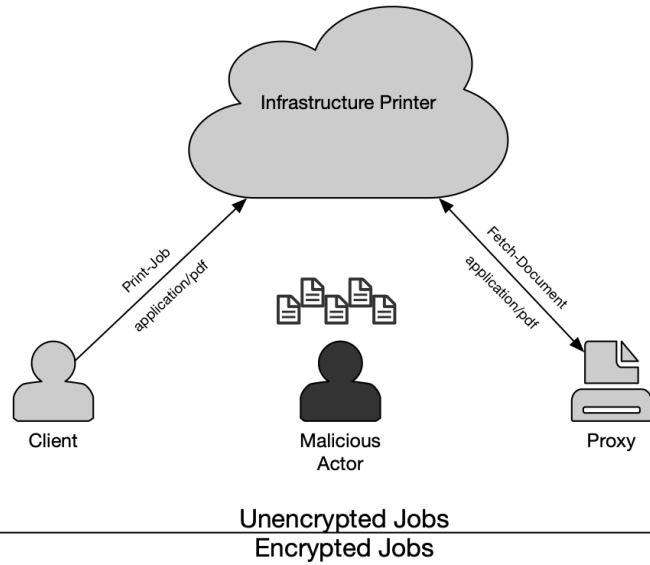 Infrastructure Printer
Print-Job
application/pdf
Fetch-Document
application/pdf
Client
Malicious
Actor
Proxy
Unencrypted Jobs
Encrypted Jobs